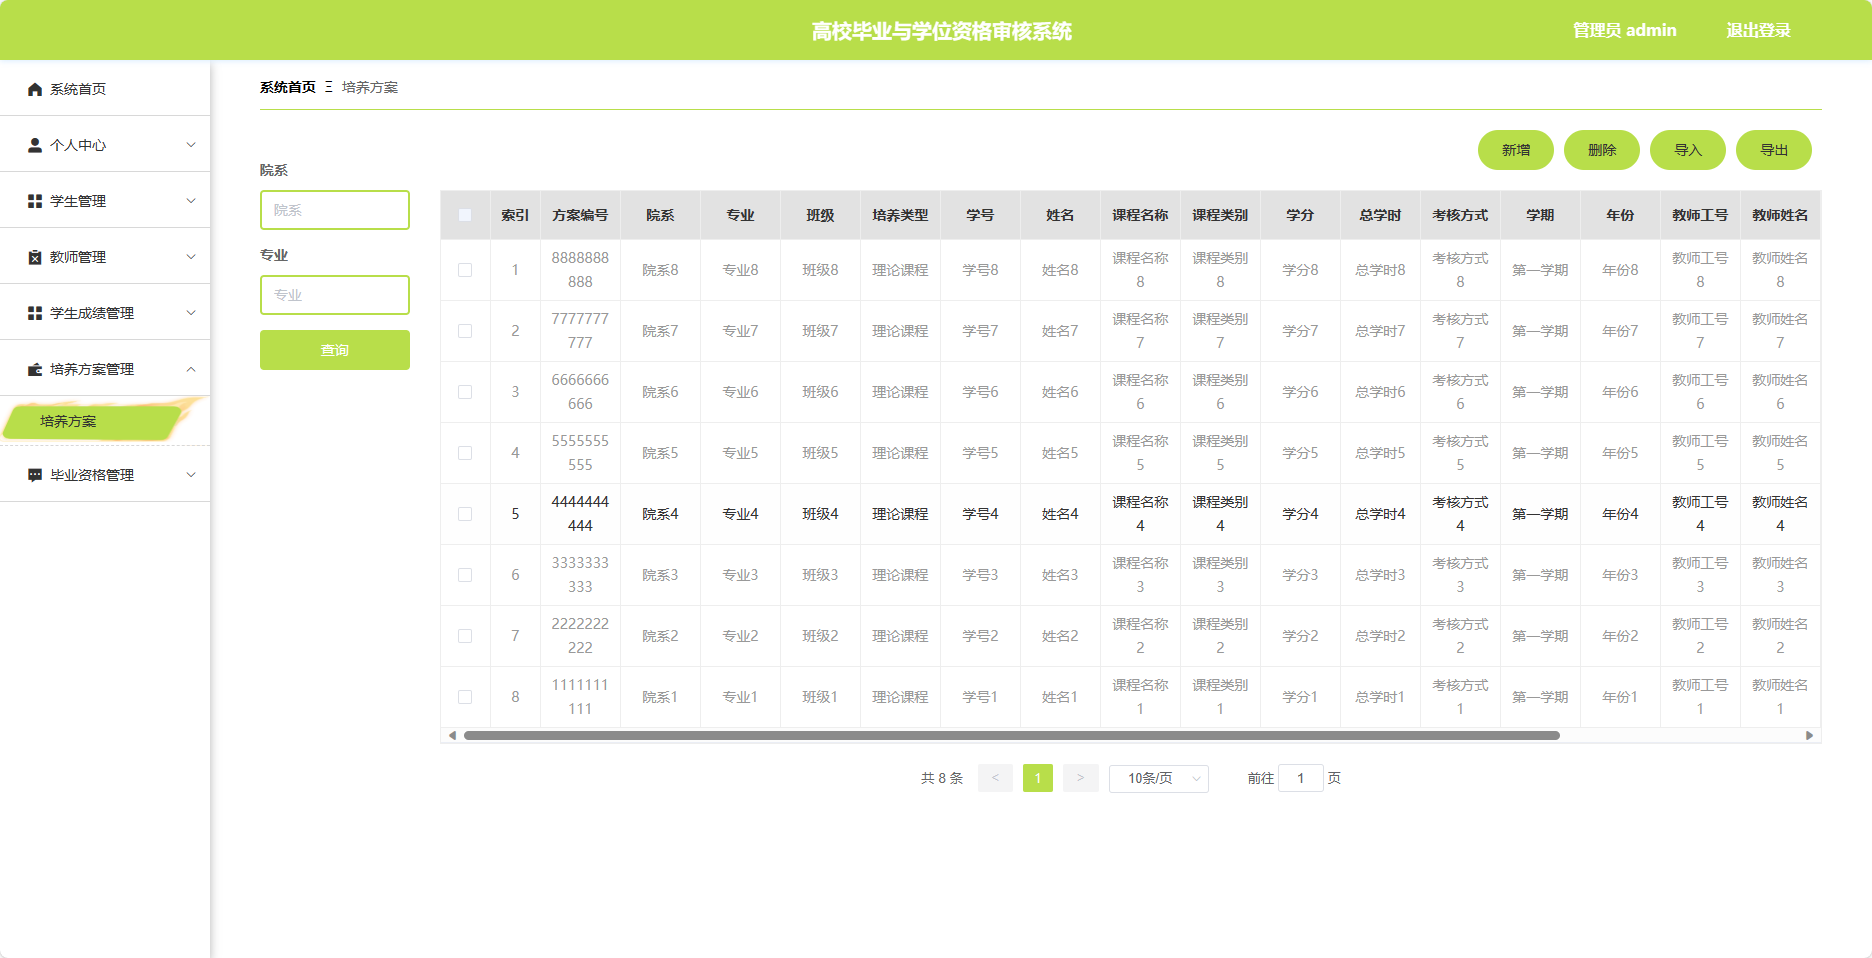 高校毕业与学位资格审核系统
管理员 admin
退出登录
系统首页
个人中心
学生管理
教师管理
学生成绩管理
培养方案管理
培养方案
毕业资格管理
系统首页 Ξ 培养方案
新增 删除 导入 导出
院系
院系
专业
专业
查询
索引 方案编号 院系 专业 班级 培养类型 学号 姓名 课程名称 课程类别 学分 总学时 考核方式 学期 年份 教师工号 教师姓名
1 8888888888 院系8 专业8 班级8 理论课程 学号8 姓名8 课程名称8 课程类别8 学分8 总学时8 考核方式8 第一学期 年份8 教师工号8 教师姓名8
2 7777777777 院系7 专业7 班级7 理论课程 学号7 姓名7 课程名称7 课程类别7 学分7 总学时7 考核方式7 第一学期 年份7 教师工号7 教师姓名7
3 6666666666 院系6 专业6 班级6 理论课程 学号6 姓名6 课程名称6 课程类别6 学分6 总学时6 考核方式6 第一学期 年份6 教师工号6 教师姓名6
4 5555555555 院系5 专业5 班级5 理论课程 学号5 姓名5 课程名称5 课程类别5 学分5 总学时5 考核方式5 第一学期 年份5 教师工号5 教师姓名5
5 4444444444 院系4 专业4 班级4 理论课程 学号4 姓名4 课程名称4 课程类别4 学分4 总学时4 考核方式4 第一学期 年份4 教师工号4 教师姓名4
6 3333333333 院系3 专业3 班级3 理论课程 学号3 姓名3 课程名称3 课程类别3 学分3 总学时3 考核方式3 第一学期 年份3 教师工号3 教师姓名3
7 2222222222 院系2 专业2 班级2 理论课程 学号2 姓名2 课程名称2 课程类别2 学分2 总学时2 考核方式2 第一学期 年份2 教师工号2 教师姓名2
8 1111111111 院系1 专业1 班级1 理论课程 学号1 姓名1 课程名称1 课程类别1 学分1 总学时1 考核方式1 第一学期 年份1 教师工号1 教师姓名1
共 8 条 < 1 > 10条/页 前往 1 页